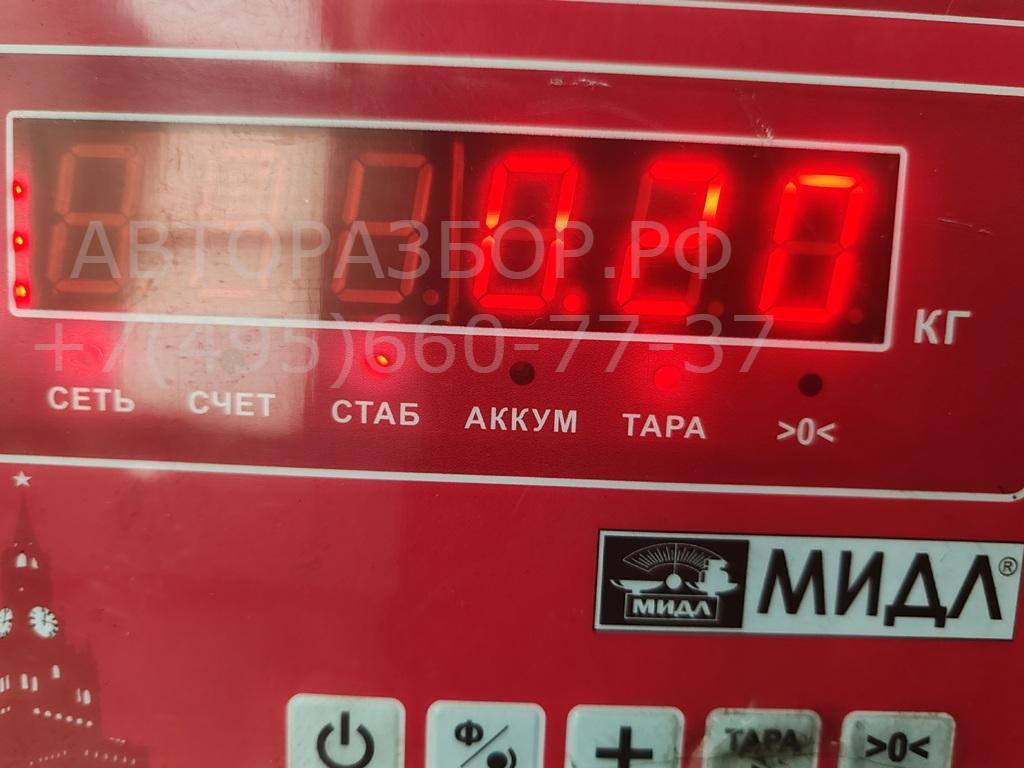 0.20
АВТОРАЗБОР.РФ
КГ
+7(495)660-77-37
СЕТЬ СЧЕТ СТАБ АККУМ ТАРА >0<
МИДЛ МИДЛ®
Ф
+ ТАРА >0<